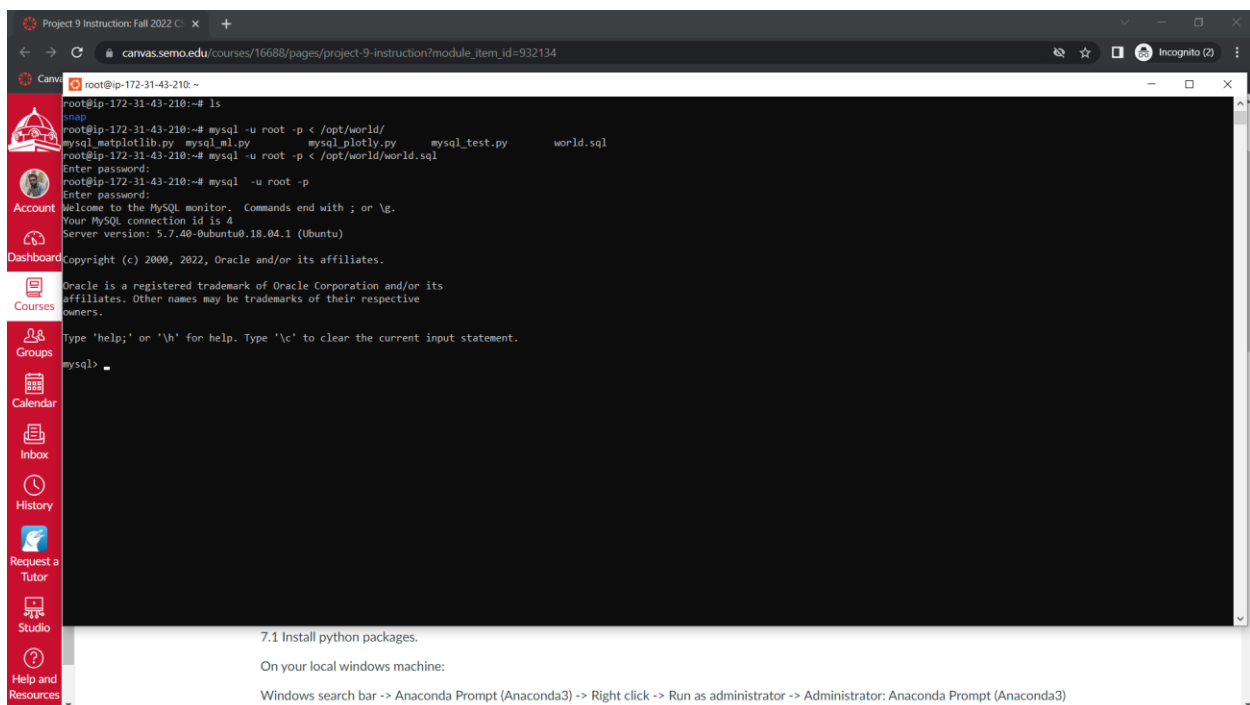 Project 9 Instruction: Fall 2022 C
canvas.semo.edu/courses/16688/pages/project-9-instruction?module_item_id=932134
Incognito (2)
Canva
root@ip-172-31-43-210: ~
root@ip-172-31-43-210:~# ls
snap
root@ip-172-31-43-210:~# mysql -u root -p < /opt/world/
mysql_matplotlib.py mysql_ml.py mysql_plotly.py mysql_test.py world.sql
root@ip-172-31-43-210:~# mysql -u root -p < /opt/world/world.sql
Enter password:
root@ip-172-31-43-210:~# mysql  -u root -p
Enter password:
Welcome to the MySQL monitor.  Commands end with ; or \g.
Your MySQL connection id is 4
Server version: 5.7.40-0ubuntu0.18.04.1 (Ubuntu)
Copyright (c) 2000, 2022, Oracle and/or its affiliates.
Oracle is a registered trademark of Oracle Corporation and/or its
affiliates. Other names may be trademarks of their respective
owners.
Type 'help;' or '\h' for help. Type '\c' to clear the current input statement.
mysql>
Account
Dashboard
Courses
Groups
Calendar
Inbox
History
Request a
Tutor
Studio
Help and
Resources
7.1 Install python packages.
On your local windows machine:
Windows search bar -> Anaconda Prompt (Anaconda3) -> Right click -> Run as administrator -> Administrator: Anaconda Prompt (Anaconda3)